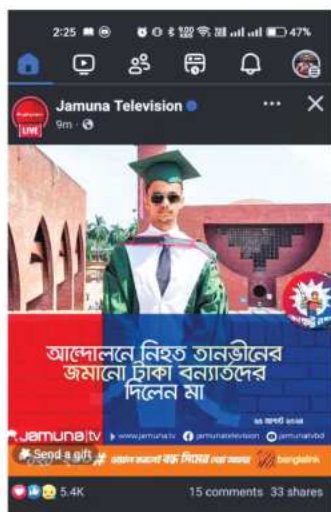 2:25
47%
Jamuna Television
LIVE
9m
আন্দোলনে নিহত তানভীনের
জমানো টাকা বন্যার্তদের
দিলেন মা
Jamuna|tv
www.jamuna.tv
jamunatelevision
jamunatvbd
Send a gift
banglalink
5.4K
15 comments 33 shares